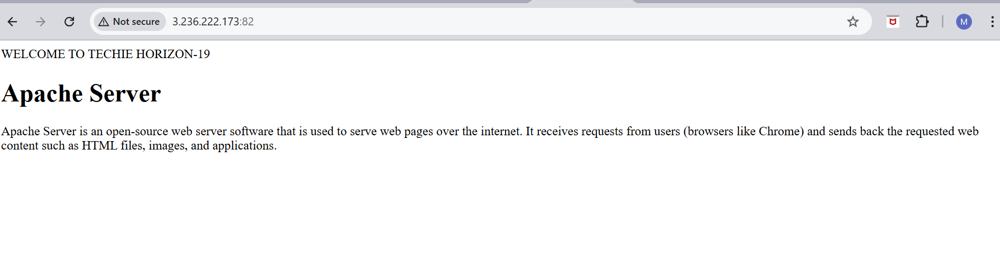 Not secure 3.236.222.173:82
M
WELCOME TO TECHIE HORIZON-19
Apache Server
Apache Server is an open-source web server software that is used to serve web pages over the internet. It receives requests from users (browsers like Chrome) and sends back the requested web
content such as HTML files, images, and applications.